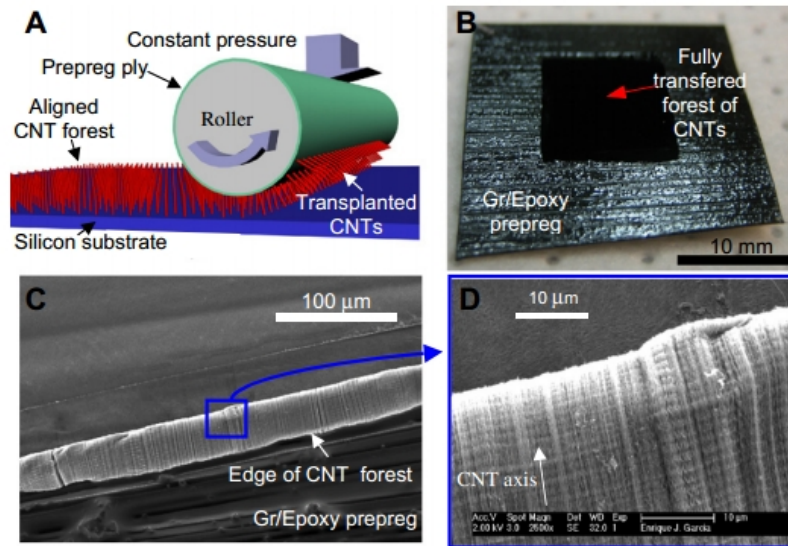 A
Constant pressure
Prepreg ply
Aligned
CNT forest
Roller
Transplanted
CNTs
Silicon substrate
B
Fully
transfered
forest of
CNTs
Gr/Epoxy
prepreg
10 mm
C
100 μm
Edge of CNT forest
Gr/Epoxy prepreg
D
10 μm
CNT axis
Acc.V Spot Magn Det WD Exp
2.00 kV 3.0 2500x SE 32.0 1
10 μm
Enrique J. Garcia